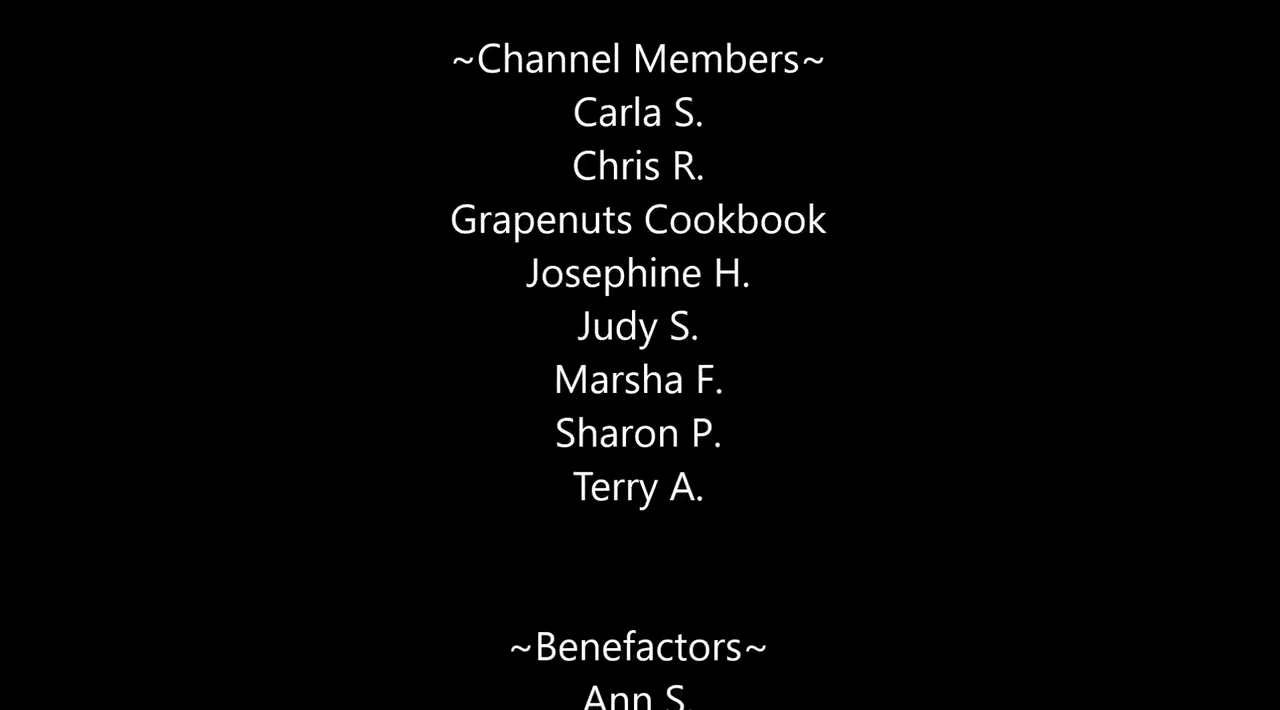 ~Channel Members~
Carla S.
Chris R.
Grapenuts Cookbook
Josephine H.
Judy S.
Marsha F.
Sharon P.
Terry A.
~Benefactors~
Ann S.